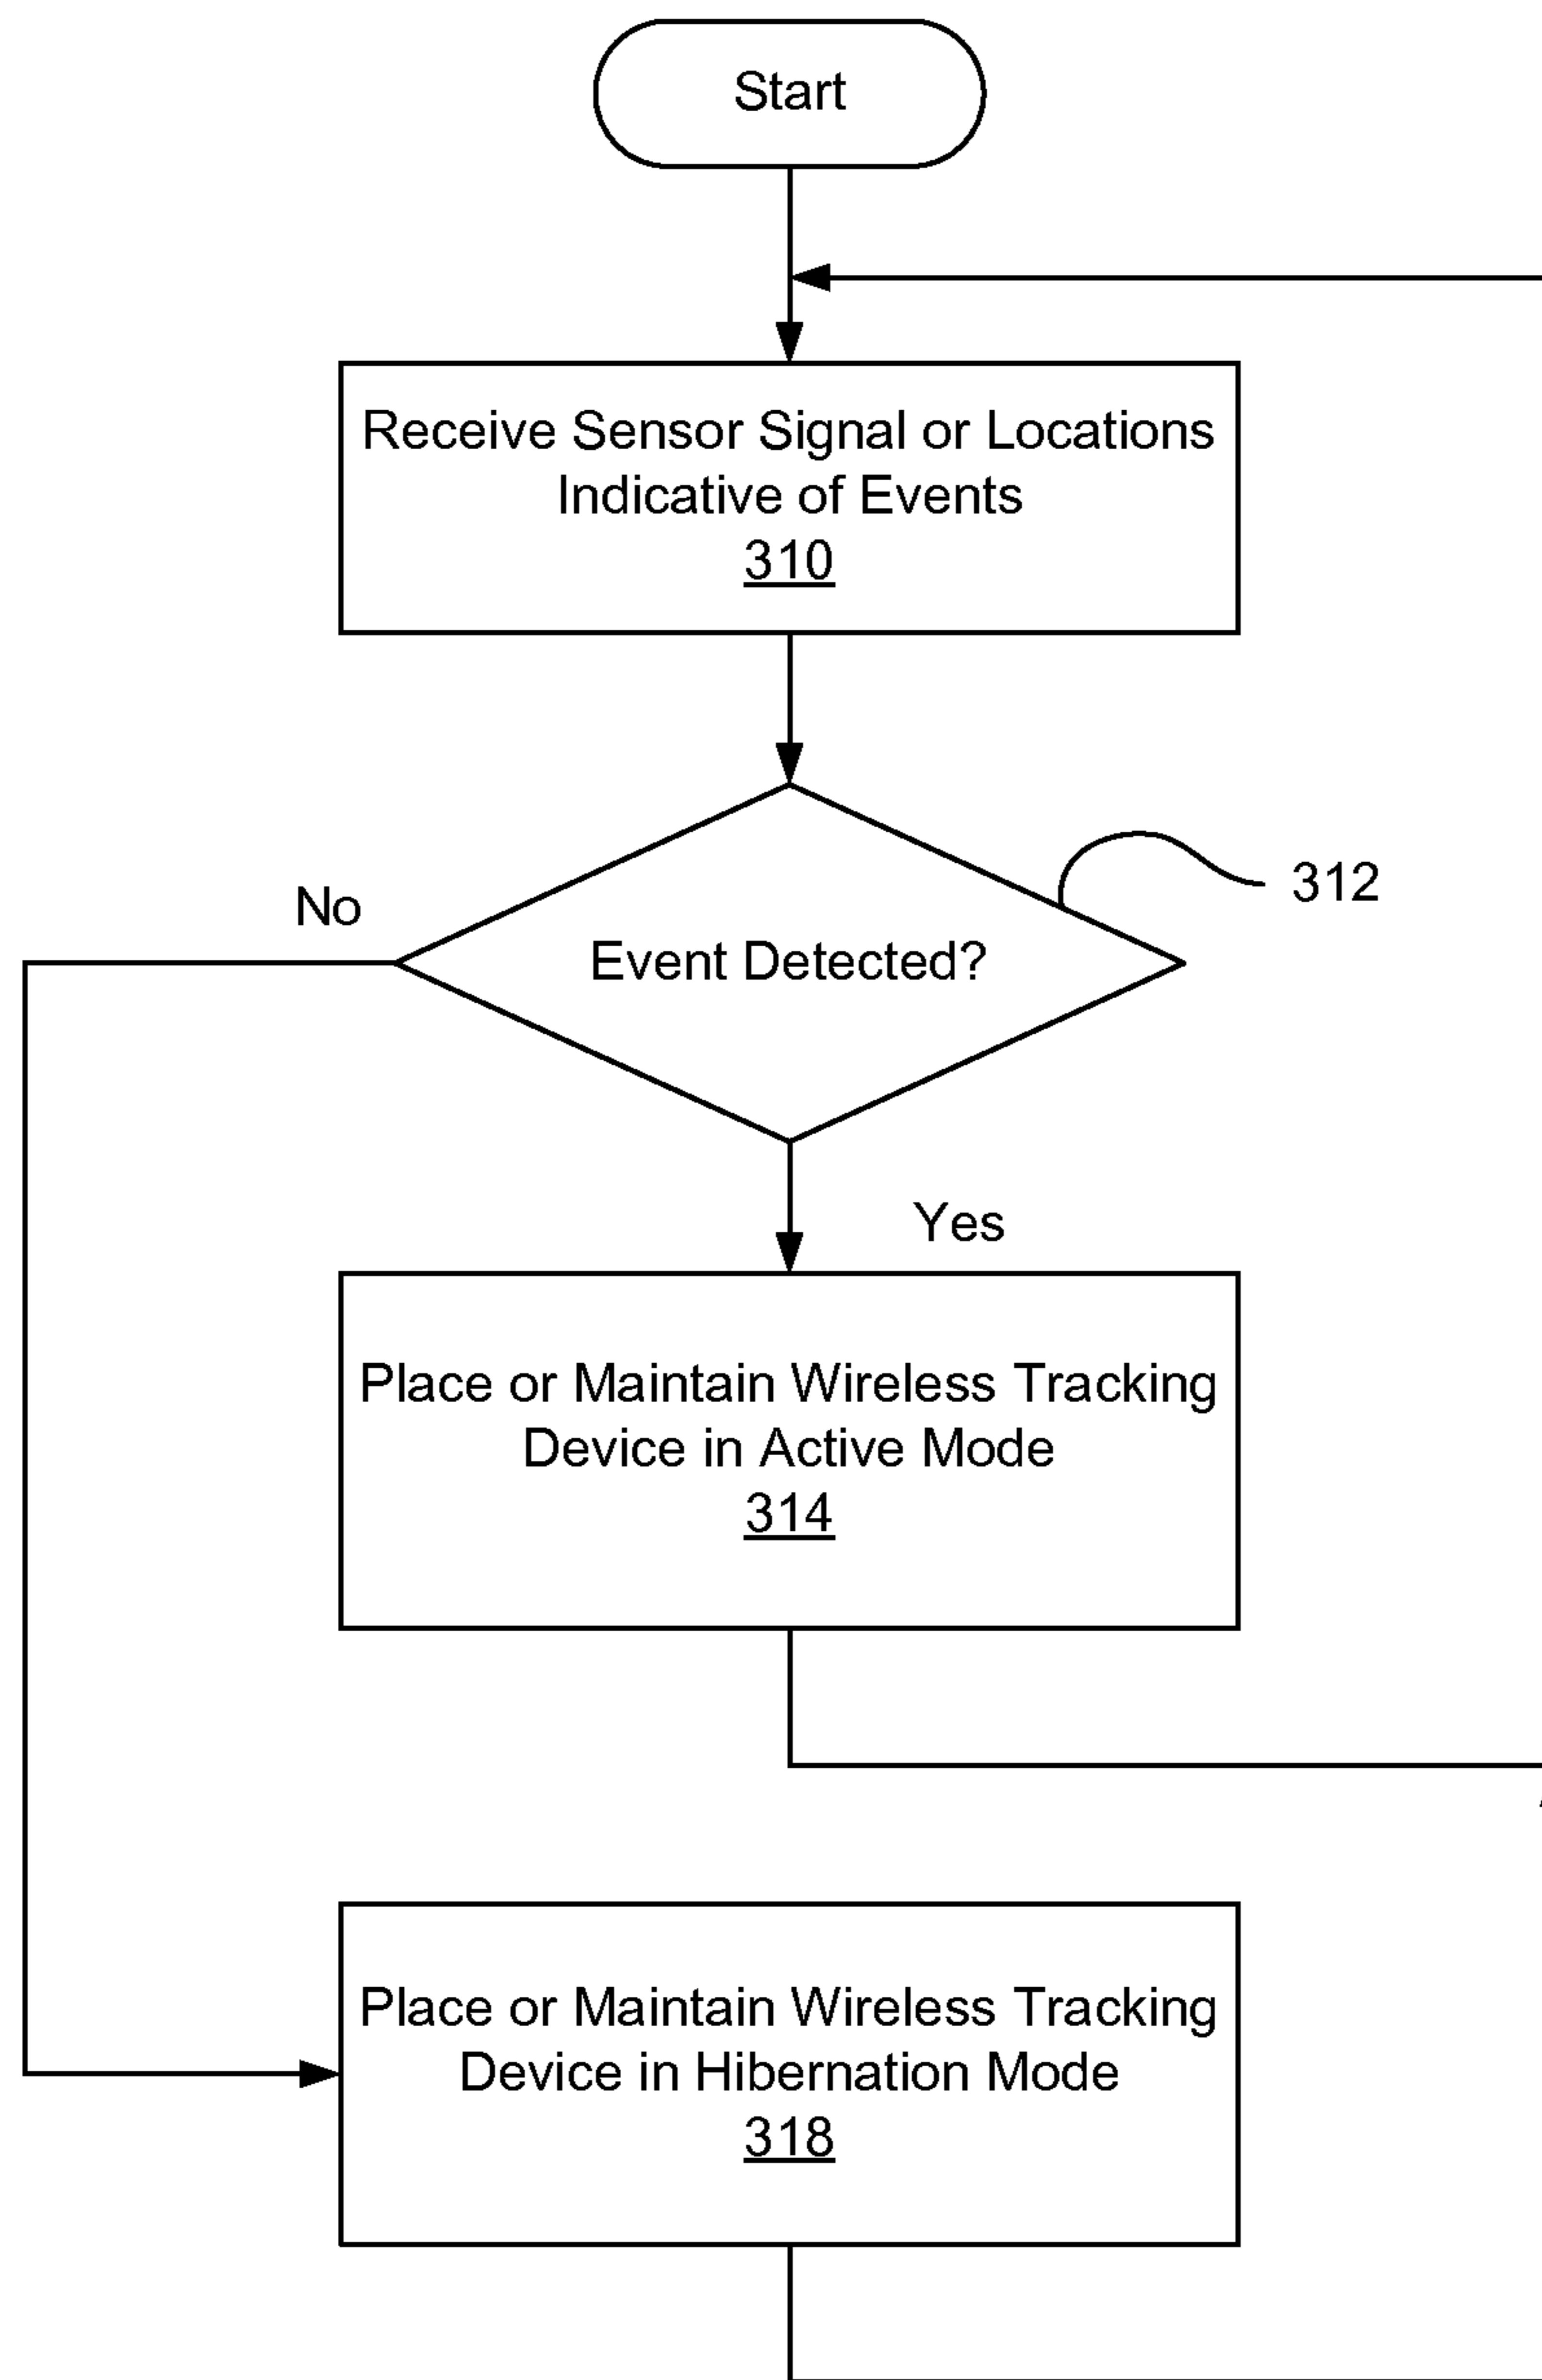 Start
Receive Sensor Signal or Locations
Indicative of Events
310
312
No
Event Detected?
Yes
Place or Maintain Wireless Tracking
Device in Active Mode
314
Place or Maintain Wireless Tracking
Device in Hibernation Mode
318